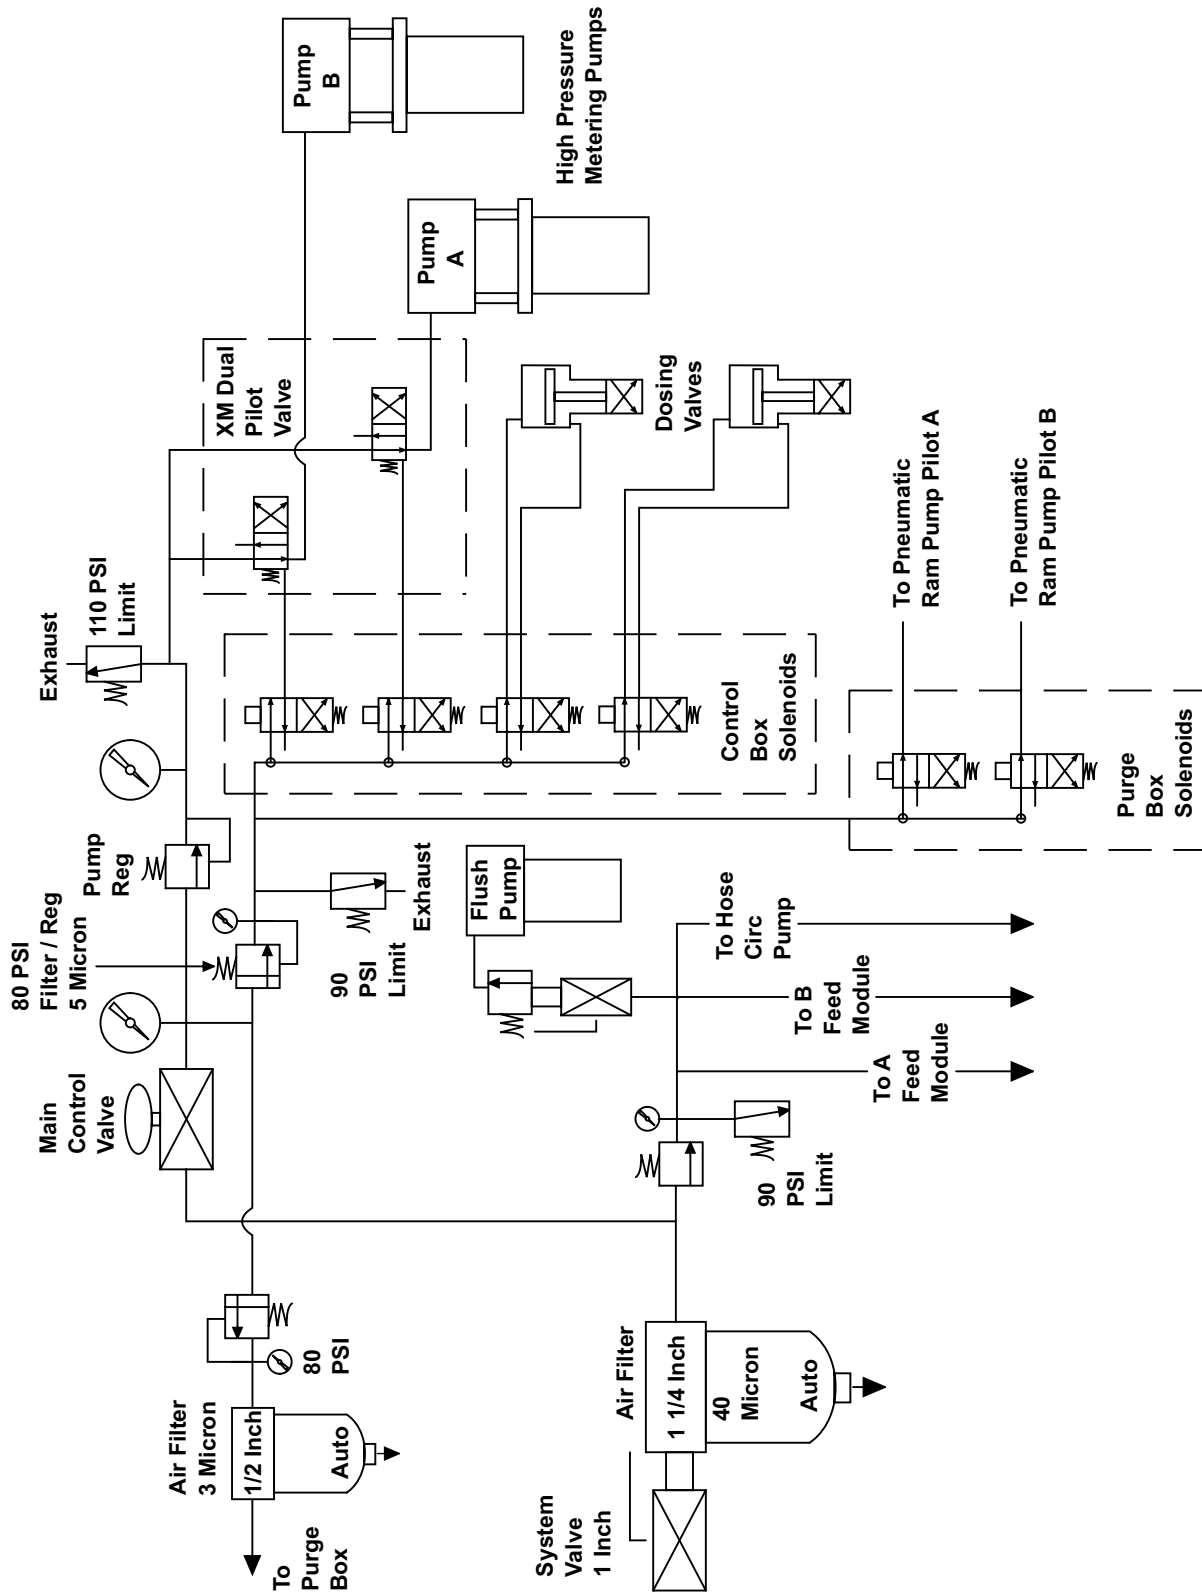 To
Purge
Box
Air Filter
3 Micron
1/2 Inch
Auto
80
PSI
Main
Control
Valve
80 PSI
Filter / Reg
5 Micron
Pump
Reg
Exhaust
110 PSI
Limit
90
PSI
Limit
Exhaust
XM Dual
Pilot
Valve
Pump
B
Pump
A
High Pressure
Metering Pumps
Dosing
Valves
Control
Box
Solenoids
Flush
Pump
System
Valve
1 Inch
Air Filter
1 1/4 Inch
40
Micron
Auto
90
PSI
Limit
To A
Feed
Module
To B
Feed
Module
To Hose
Circ
Pump
To Pneumatic
Ram Pump Pilot A
To Pneumatic
Ram Pump Pilot B
Purge
Box
Solenoids